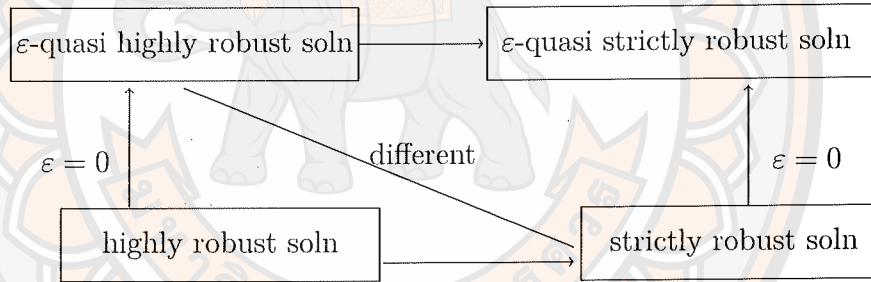 ε-quasi highly robust soln
ε-quasi strictly robust soln
ε = 0
different
ε = 0
highly robust soln
strictly robust soln